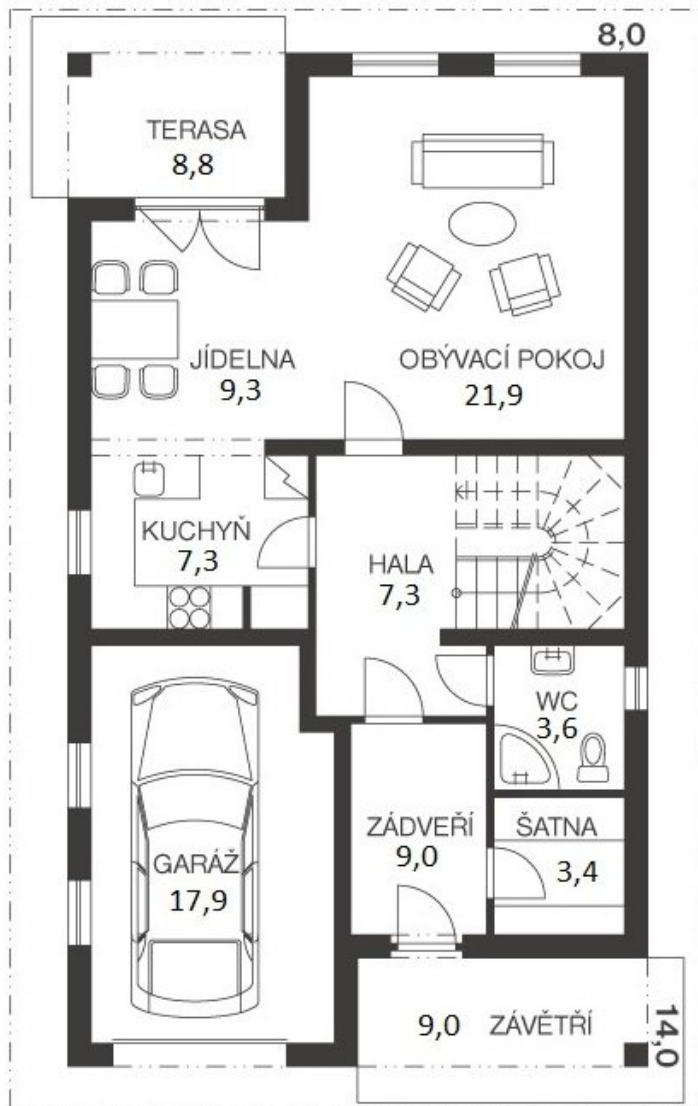 8,0
TERASA
8,8
JÍDELNA
9,3
OBÝVACÍ POKOJ
21,9
KUCHYŇ
7,3
HALA
7,3
WC
3,6
ZÁDVEŘÍ
9,0
ŠATNA
3,4
GARÁŽ
17,9
9,0 ZÁVĚTŘÍ
14,0